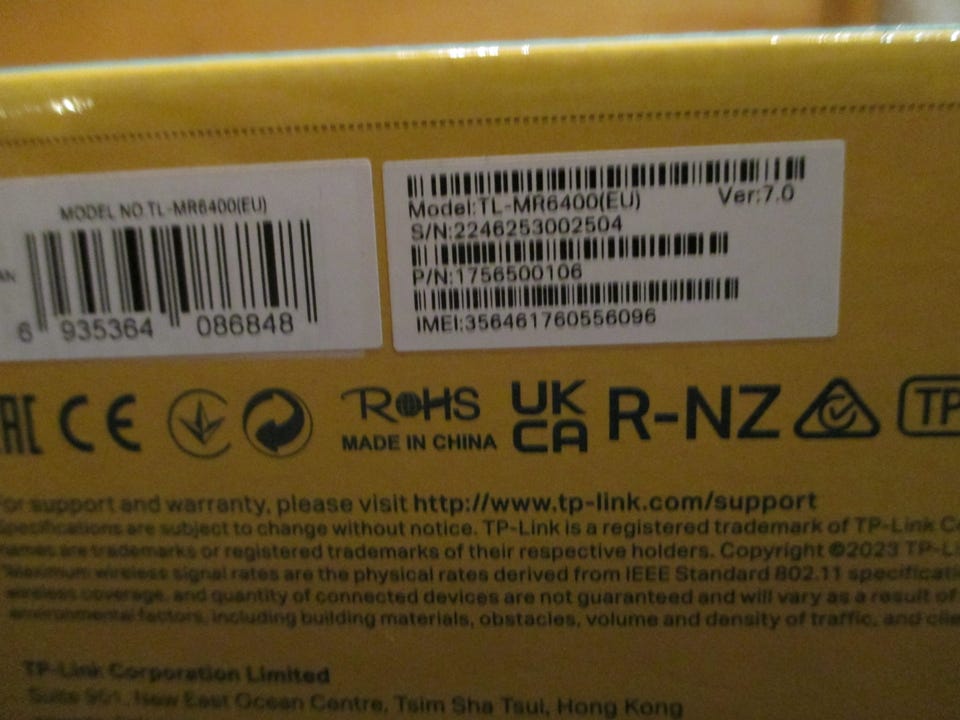 MODEL NO.TL-MR6400(EU)
6 935364 086848
Model:TL-MR6400(EU) Ver:7.0
S/N:2246253002504
P/N:1756500106
IMEI:356461760556096
EAC CE RoHS UK CA R-NZ TP
MADE IN CHINA
For support and warranty, please visit http://www.tp-link.com/support
Specifications are subject to change without notice. TP-Link is a registered trademark of TP-Link
names are trademarks or registered trademarks of their respective holders. Copyright ©2023 TP-
*Maximum wireless signal rates are the physical rates derived from IEEE Standard 802.11
wireless coverage, and quantity of connected devices are not guaranteed and will vary as a result of
environmental factors, including building materials, obstacles, volume and density of traffic, and
TP-Link Corporation Limited
Suite 901, New East Ocean Centre, Tsim Sha Tsui, Hong Kong